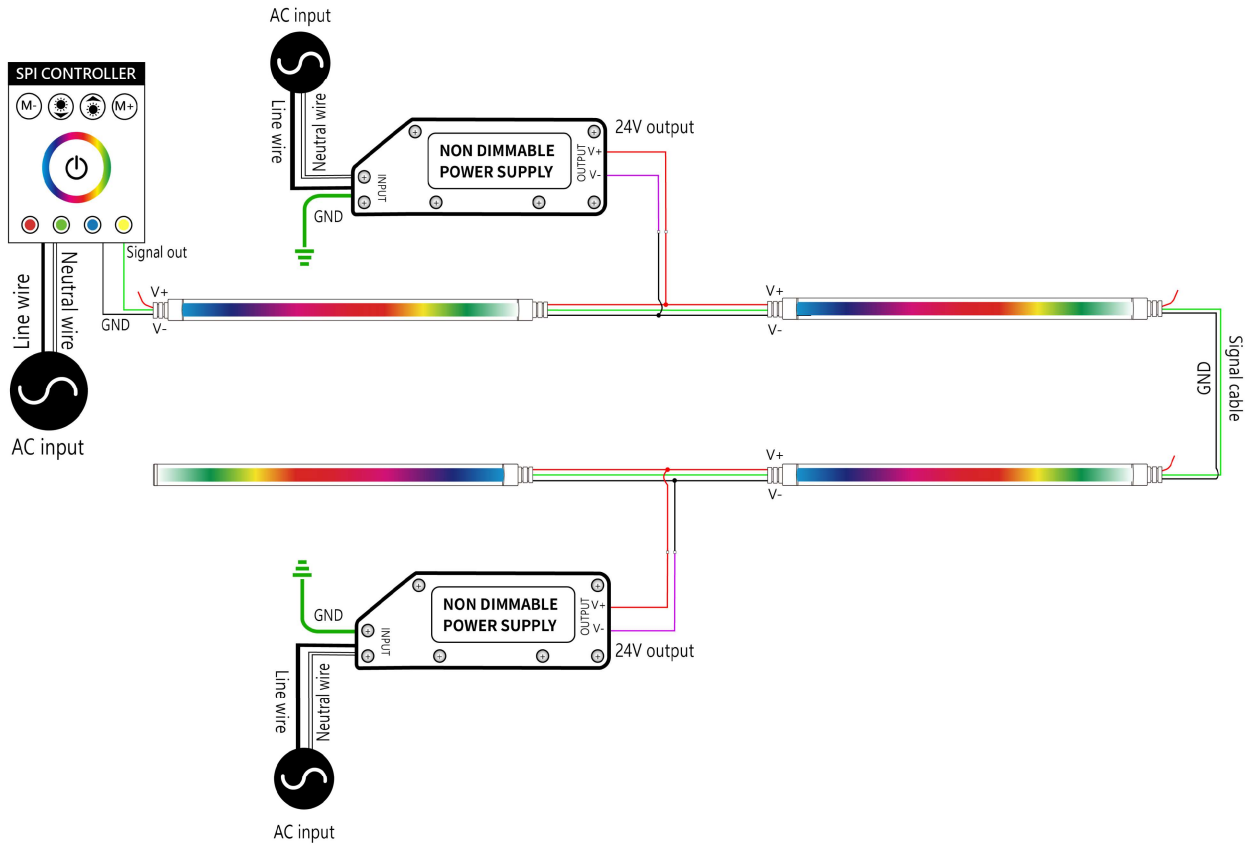 AC input
SPI CONTROLLER
M-
M+
Line wire
Neutral wire
24V output
NON DIMMABLE
POWER SUPPLY
INPUT
OUTPUT
V+
V-
GND
Signal out
Line wire
Neutral wire
V+
GND
V-
AC input
V+
V-
GND
Signal cable
V+
V-
GND
NON DIMMABLE
POWER SUPPLY
INPUT
OUTPUT
V+
V-
24V output
Line wire
Neutral wire
AC input